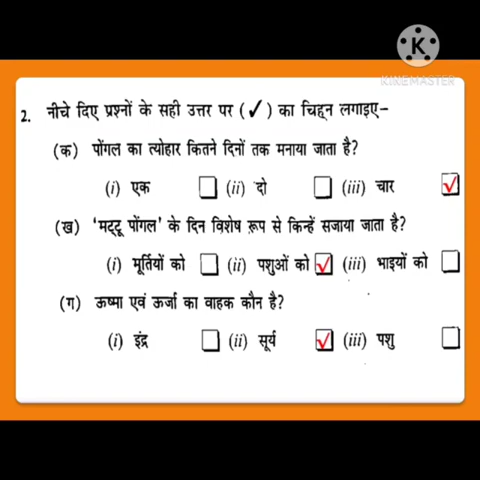 K
KINEMASTER
2. नीचे दिए प्रश्नों के सही उत्तर पर (✓) का चिह्न लगाइए–
(क) पोंगल का त्योहार कितने दिनों तक मनाया जाता है?
(i) एक (ii) दो (iii) चार ✓
(ख) 'मट्टू पोंगल' के दिन विशेष रूप से किन्हें सजाया जाता है?
(i) मूर्तियों को (ii) पशुओं को ✓ (iii) भाइयों को
(ग) ऊष्मा एवं ऊर्जा का वाहक कौन है?
(i) इंद्र (ii) सूर्य ✓ (iii) पशु